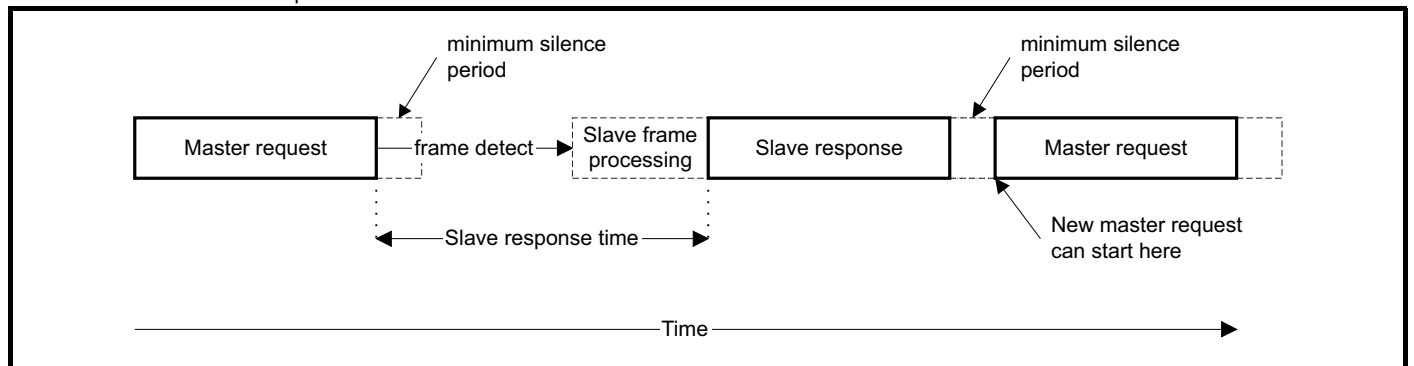 minimum silence
period
minimum silence
period
Master request
frame detect
Slave frame
processing
Slave response
Master request
Slave response time
New master request
can start here
Time